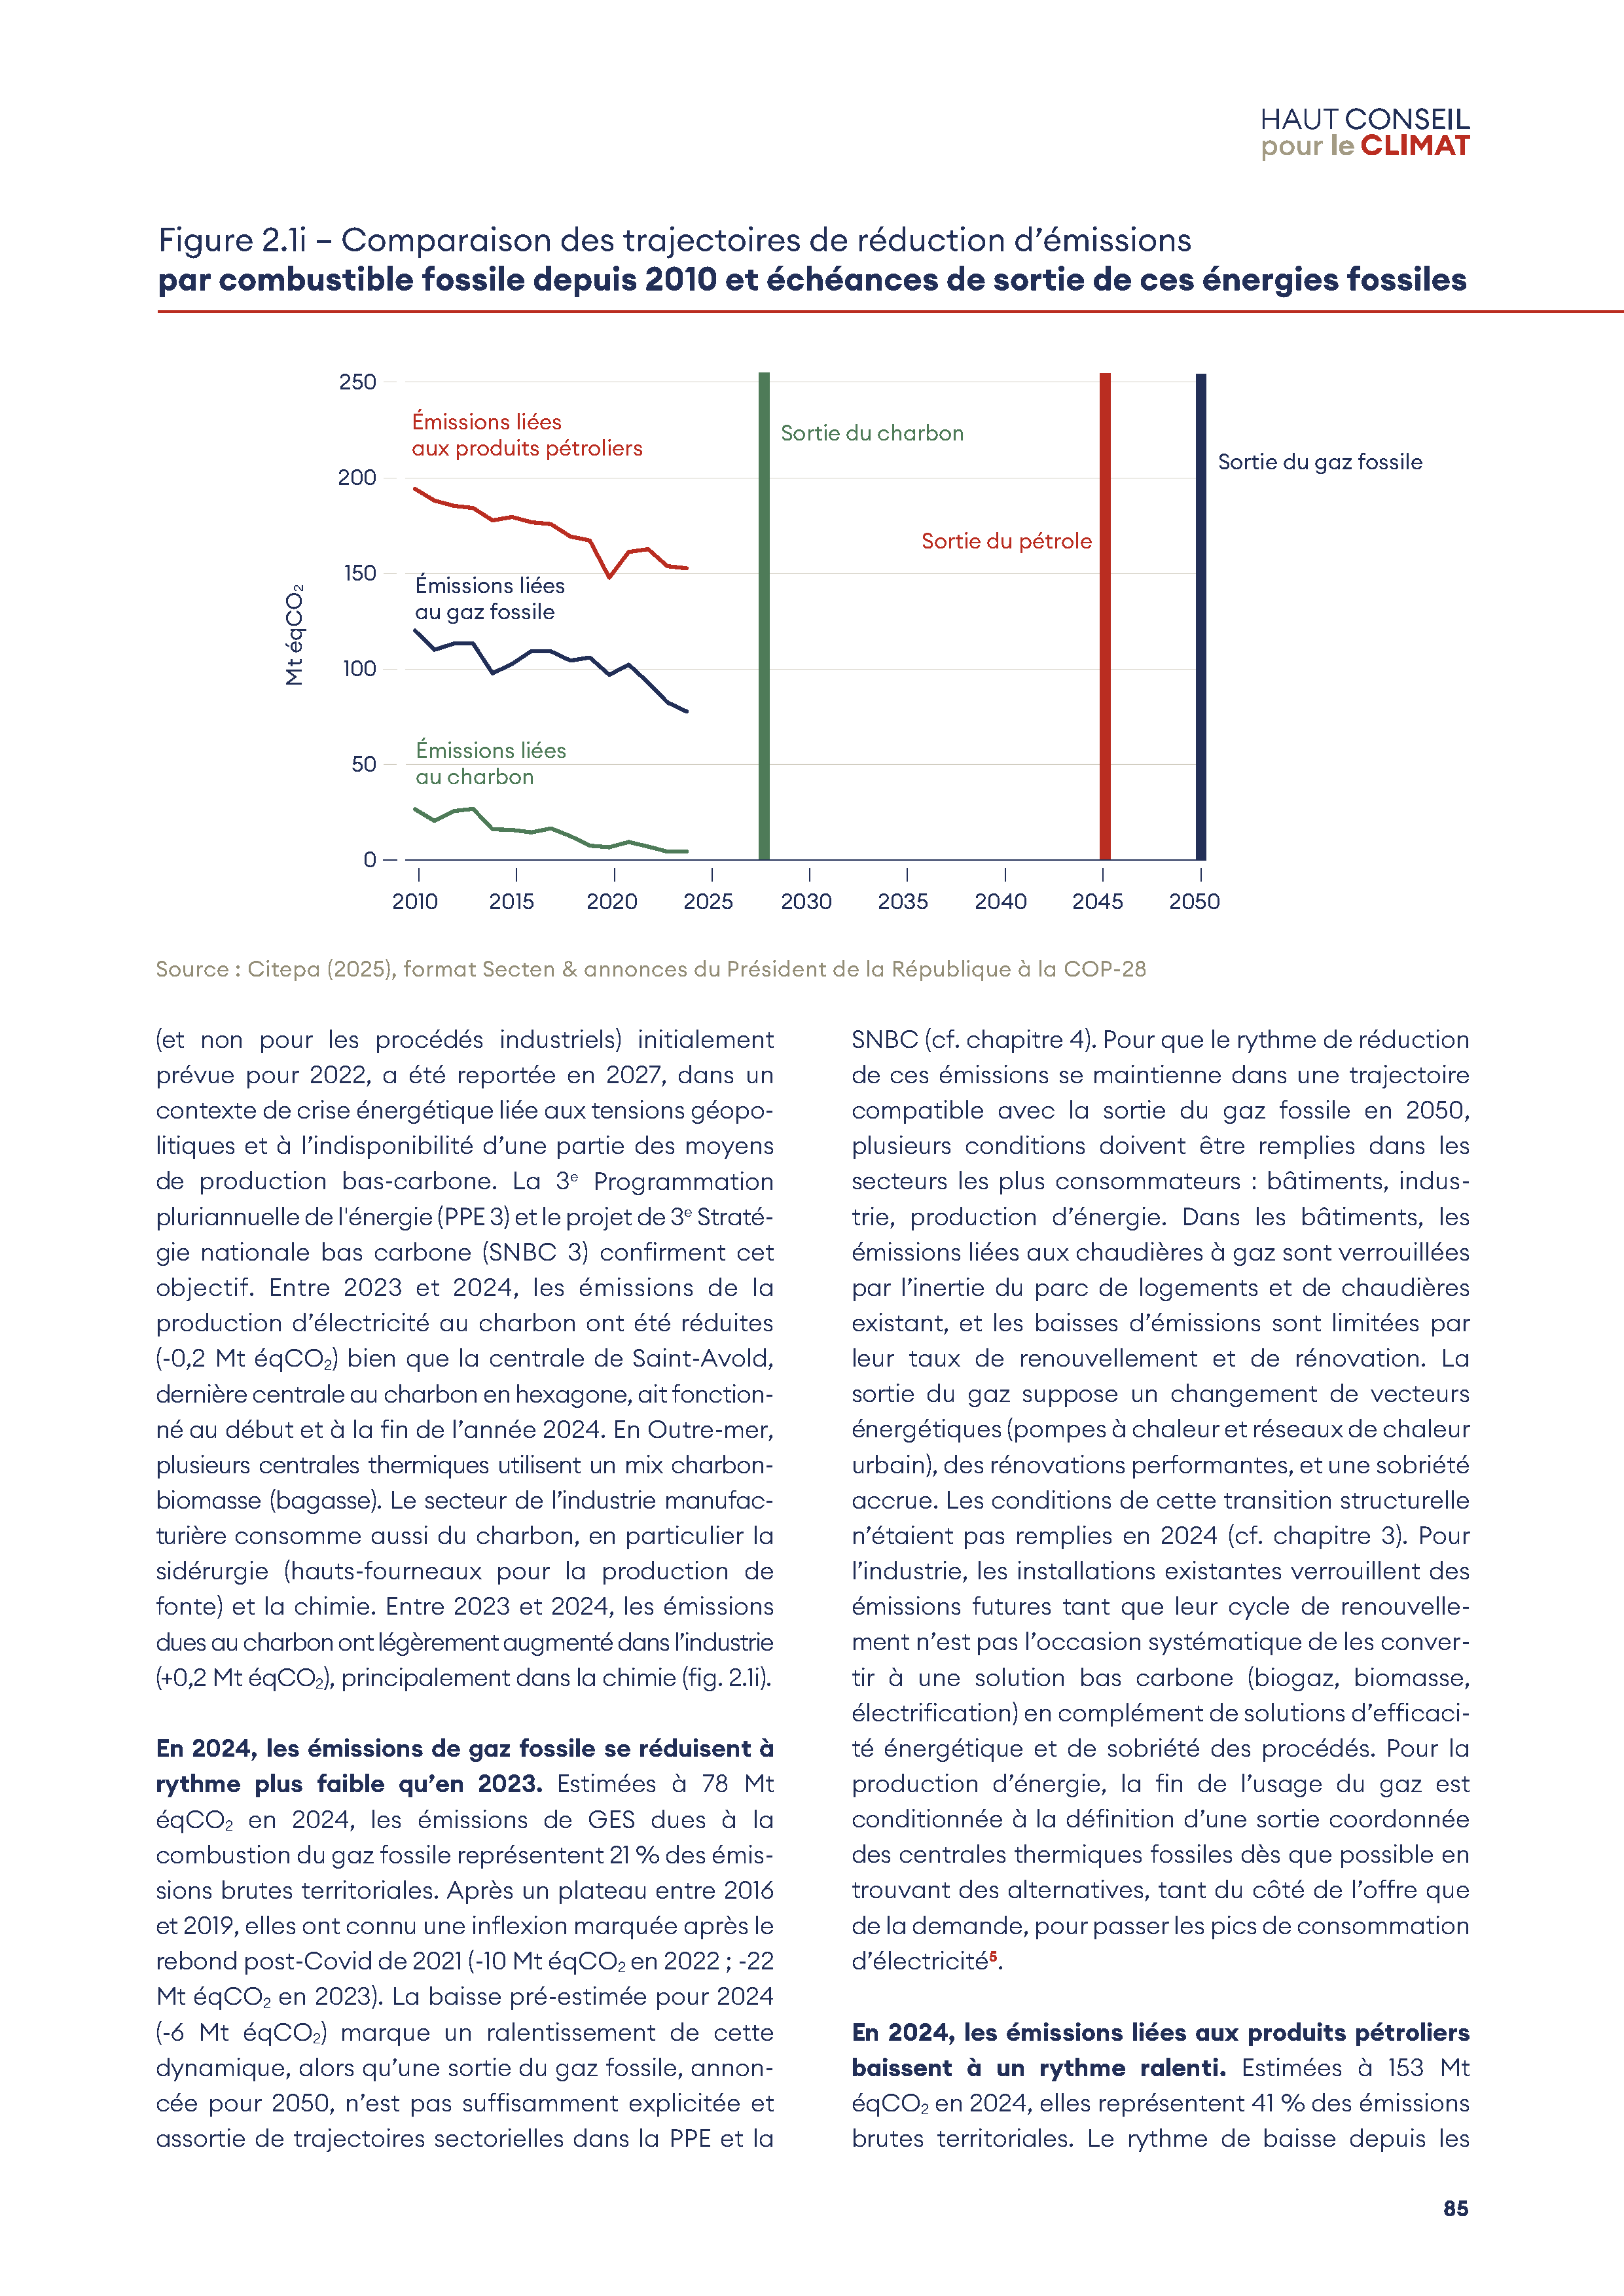 HAUT CONSEIL
pour le CLIMAT
Figure 2.1i – Comparaison des trajectoires de réduction d'émissions
par combustible fossile depuis 2010 et échéances de sortie de ces énergies fossiles
250
Émissions liées
aux produits pétroliers
Sortie du charbon
Sortie du gaz fossile
200
Sortie du pétrole
150
Émissions liées
au gaz fossile
Mt éqCO₂
100
Émissions liées
au charbon
50
0
2010 2015 2020 2025 2030 2035 2040 2045 2050
Source : Citepa (2025), format Secten & annonces du Président de la République à la COP-28
(et non pour les procédés industriels) initialement
prévue pour 2022, a été reportée en 2027, dans un
contexte de crise énergétique liée aux tensions géopo-
litiques et à l'indisponibilité d'une partie des moyens
de production bas-carbone. La 3ᵉ Programmation
pluriannuelle de l'énergie (PPE 3) et le projet de 3ᵉ Straté-
gie nationale bas carbone (SNBC 3) confirment cet
objectif. Entre 2023 et 2024, les émissions de la
production d'électricité au charbon ont été réduites
(-0,2 Mt éqCO₂) bien que la centrale de Saint-Avold,
dernière centrale au charbon en hexagone, ait fonction-
né au début et à la fin de l'année 2024. En Outre-mer,
plusieurs centrales thermiques utilisent un mix charbon-
biomasse (bagasse). Le secteur de l'industrie manufac-
turière consomme aussi du charbon, en particulier la
sidérurgie (hauts-fourneaux pour la production de
fonte) et la chimie. Entre 2023 et 2024, les émissions
dues au charbon ont légèrement augmenté dans l'industrie
(+0,2 Mt éqCO₂), principalement dans la chimie (fig. 2.1i).
En 2024, les émissions de gaz fossile se réduisent à
rythme plus faible qu'en 2023. Estimées à 78 Mt
éqCO₂ en 2024, les émissions de GES dues à la
combustion du gaz fossile représentent 21 % des émis-
sions brutes territoriales. Après un plateau entre 2016
et 2019, elles ont connu une inflexion marquée après le
rebond post-Covid de 2021 (-10 Mt éqCO₂ en 2022 ; -22
Mt éqCO₂ en 2023). La baisse pré-estimée pour 2024
(-6 Mt éqCO₂) marque un ralentissement de cette
dynamique, alors qu'une sortie du gaz fossile, annon-
cée pour 2050, n'est pas suffisamment explicitée et
assortie de trajectoires sectorielles dans la PPE et la
SNBC (cf. chapitre 4). Pour que le rythme de réduction
de ces émissions se maintienne dans une trajectoire
compatible avec la sortie du gaz fossile en 2050,
plusieurs conditions doivent être remplies dans les
secteurs les plus consommateurs : bâtiments, indus-
trie, production d'énergie. Dans les bâtiments, les
émissions liées aux chaudières à gaz sont verrouillées
par l'inertie du parc de logements et de chaudières
existant, et les baisses d'émissions sont limitées par
leur taux de renouvellement et de rénovation. La
sortie du gaz suppose un changement de vecteurs
énergétiques (pompes à chaleur et réseaux de chaleur
urbain), des rénovations performantes, et une sobriété
accrue. Les conditions de cette transition structurelle
n'étaient pas remplies en 2024 (cf. chapitre 3). Pour
l'industrie, les installations existantes verrouillent des
émissions futures tant que leur cycle de renouvelle-
ment n'est pas l'occasion systématique de les conver-
tir à une solution bas carbone (biogaz, biomasse,
électrification) en complément de solutions d'efficaci-
té énergétique et de sobriété des procédés. Pour la
production d'énergie, la fin de l'usage du gaz est
conditionnée à la définition d'une sortie coordonnée
des centrales thermiques fossiles dès que possible en
trouvant des alternatives, tant du côté de l'offre que
de la demande, pour passer les pics de consommation
d'électricité⁵.
En 2024, les émissions liées aux produits pétroliers
baissent à un rythme ralenti. Estimées à 153 Mt
éqCO₂ en 2024, elles représentent 41 % des émissions
brutes territoriales. Le rythme de baisse depuis les
85